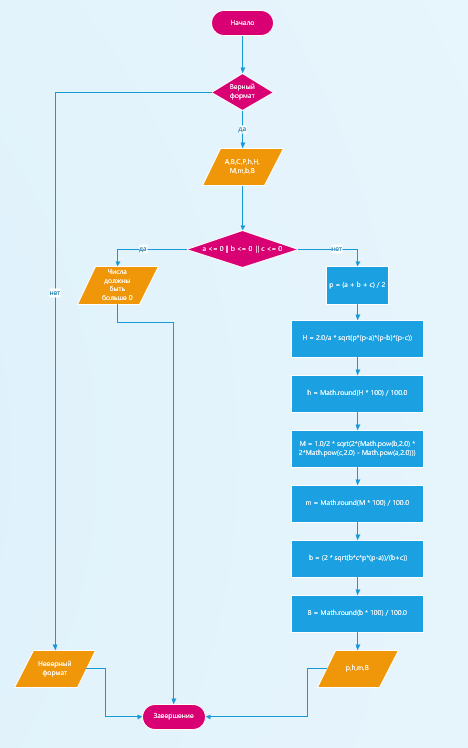 Начало
Верный
формат
да
A,B,C,P,h,H,
M,m,b,B
a <= 0 || b <= 0 || c <= 0
да
нет
Числа
должны
быть
больше 0
p = (a + b + c) / 2
нет
H = 2.0/a * sqrt(p*(p-a)*(p-b)*(p-c))
h = Math.round(H * 100) / 100.0
M = 1.0/2 * sqrt(2*(Math.pow(b,2.0) *
2*Math.pow(c,2.0) - Math.pow(a,2.0)))
m = Math.round(M * 100) / 100.0
b = (2 * sqrt(b*c*p*(p-a))/(b+c))
B = Math.round(b * 100) / 100.0
Неверный
формат
p,h,m,B
Завершение